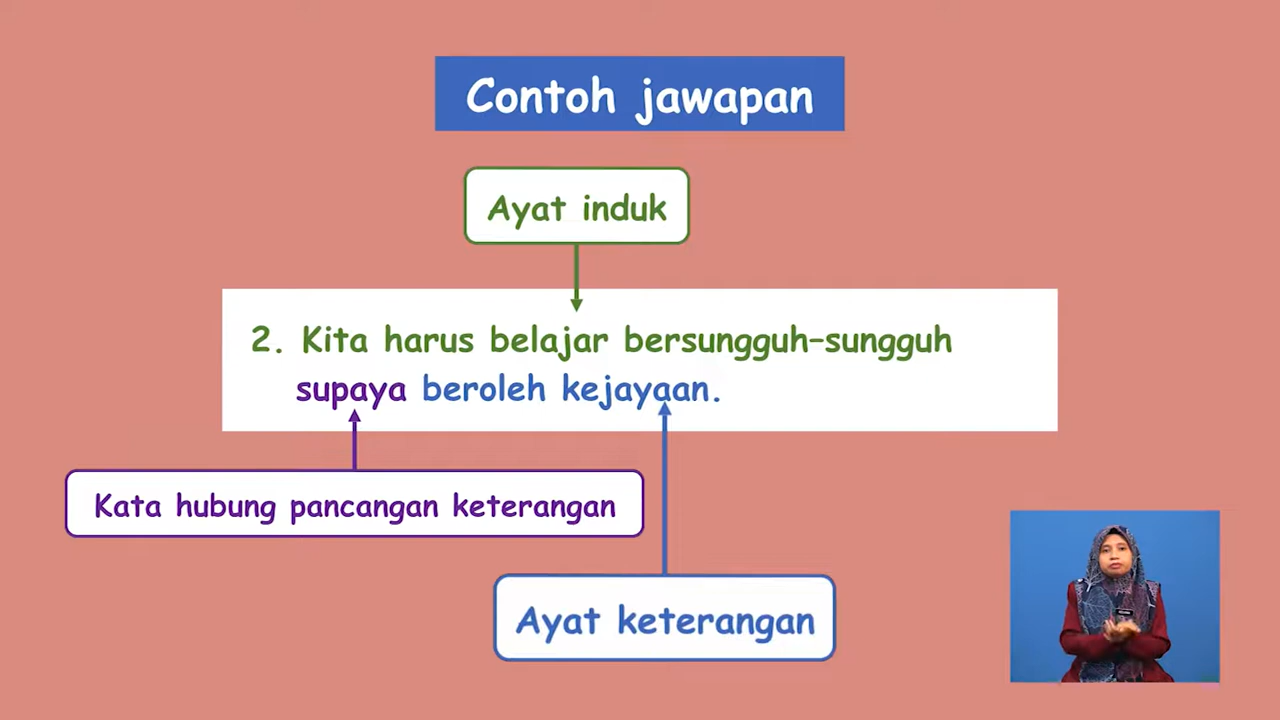 Contoh jawapan
Ayat induk
2. Kita harus belajar bersungguh-sungguh
supaya beroleh kejayaan.
Kata hubung pancangan keterangan
Ayat keterangan